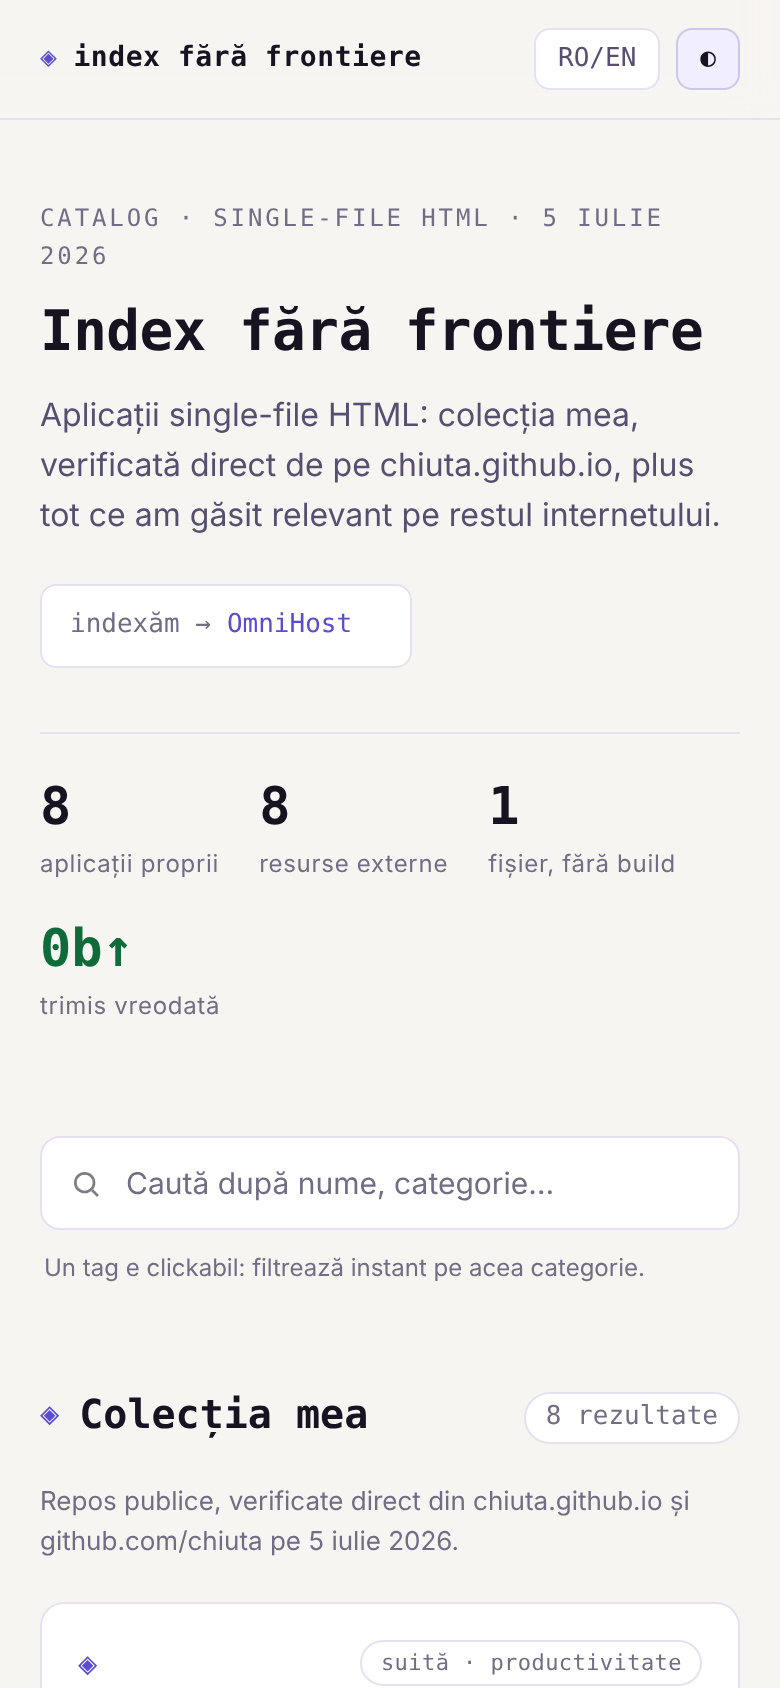 ◈ index fără frontiere RO/EN ◐
CATALOG · SINGLE-FILE HTML · 5 IULIE
2026
Index fără frontiere
Aplicații single-file HTML: colecția mea,
verificată direct de pe chiuta.github.io, plus
tot ce am găsit relevant pe restul internetului.
indexăm → OmniHost
8 8 1
aplicații proprii resurse externe fișier, fără build
0b↑
trimis vreodată
Caută după nume, categorie...
Un tag e clickabil: filtrează instant pe acea categorie.
◈ Colecția mea 8 rezultate
Repos publice, verificate direct din chiuta.github.io și
github.com/chiuta pe 5 iulie 2026.
◈ suită · productivitate